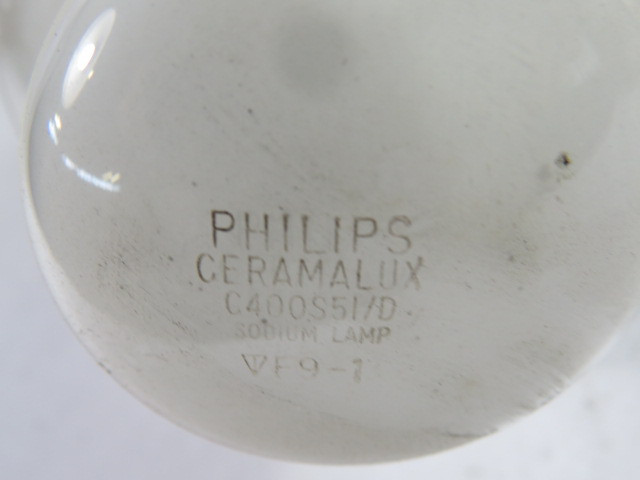 PHILIPS
CERAMALUX
C400S51/D
SODIUM LAMP